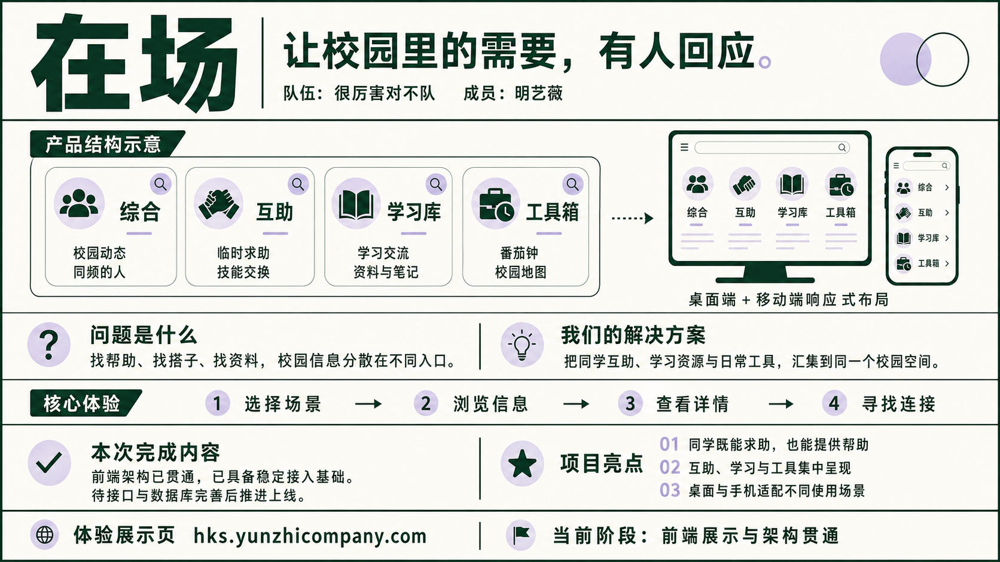 在场
让校园里的需要，有人回应。
队伍：很厉害对不队 成员：明艺薇
产品结构示意
综合
校园动态
同频的人
互助
临时求助
技能交换
学习库
学习交流
资料与笔记
工具箱
番茄钟
校园地图
综合 互助 学习库 工具箱
综合
互助
学习库
工具箱
桌面端 + 移动端响应式布局
问题是什么
找帮助、找搭子、找资料，校园信息分散在不同入口。
我们的解决方案
把同学互助、学习资源与日常工具，汇集到同一个校园空间。
核心体验
1 选择场景 → 2 浏览信息 → 3 查看详情 → 4 寻找连接
本次完成内容
前端架构已贯通，已具备稳定接入基础。
待接口与数据库完善后推进上线。
项目亮点
01 同学既能求助，也能提供帮助
02 互助、学习与工具集中呈现
03 桌面与手机适配不同使用场景
体验展示页 hks.yunzhicompany.com
当前阶段：前端展示与架构贯通